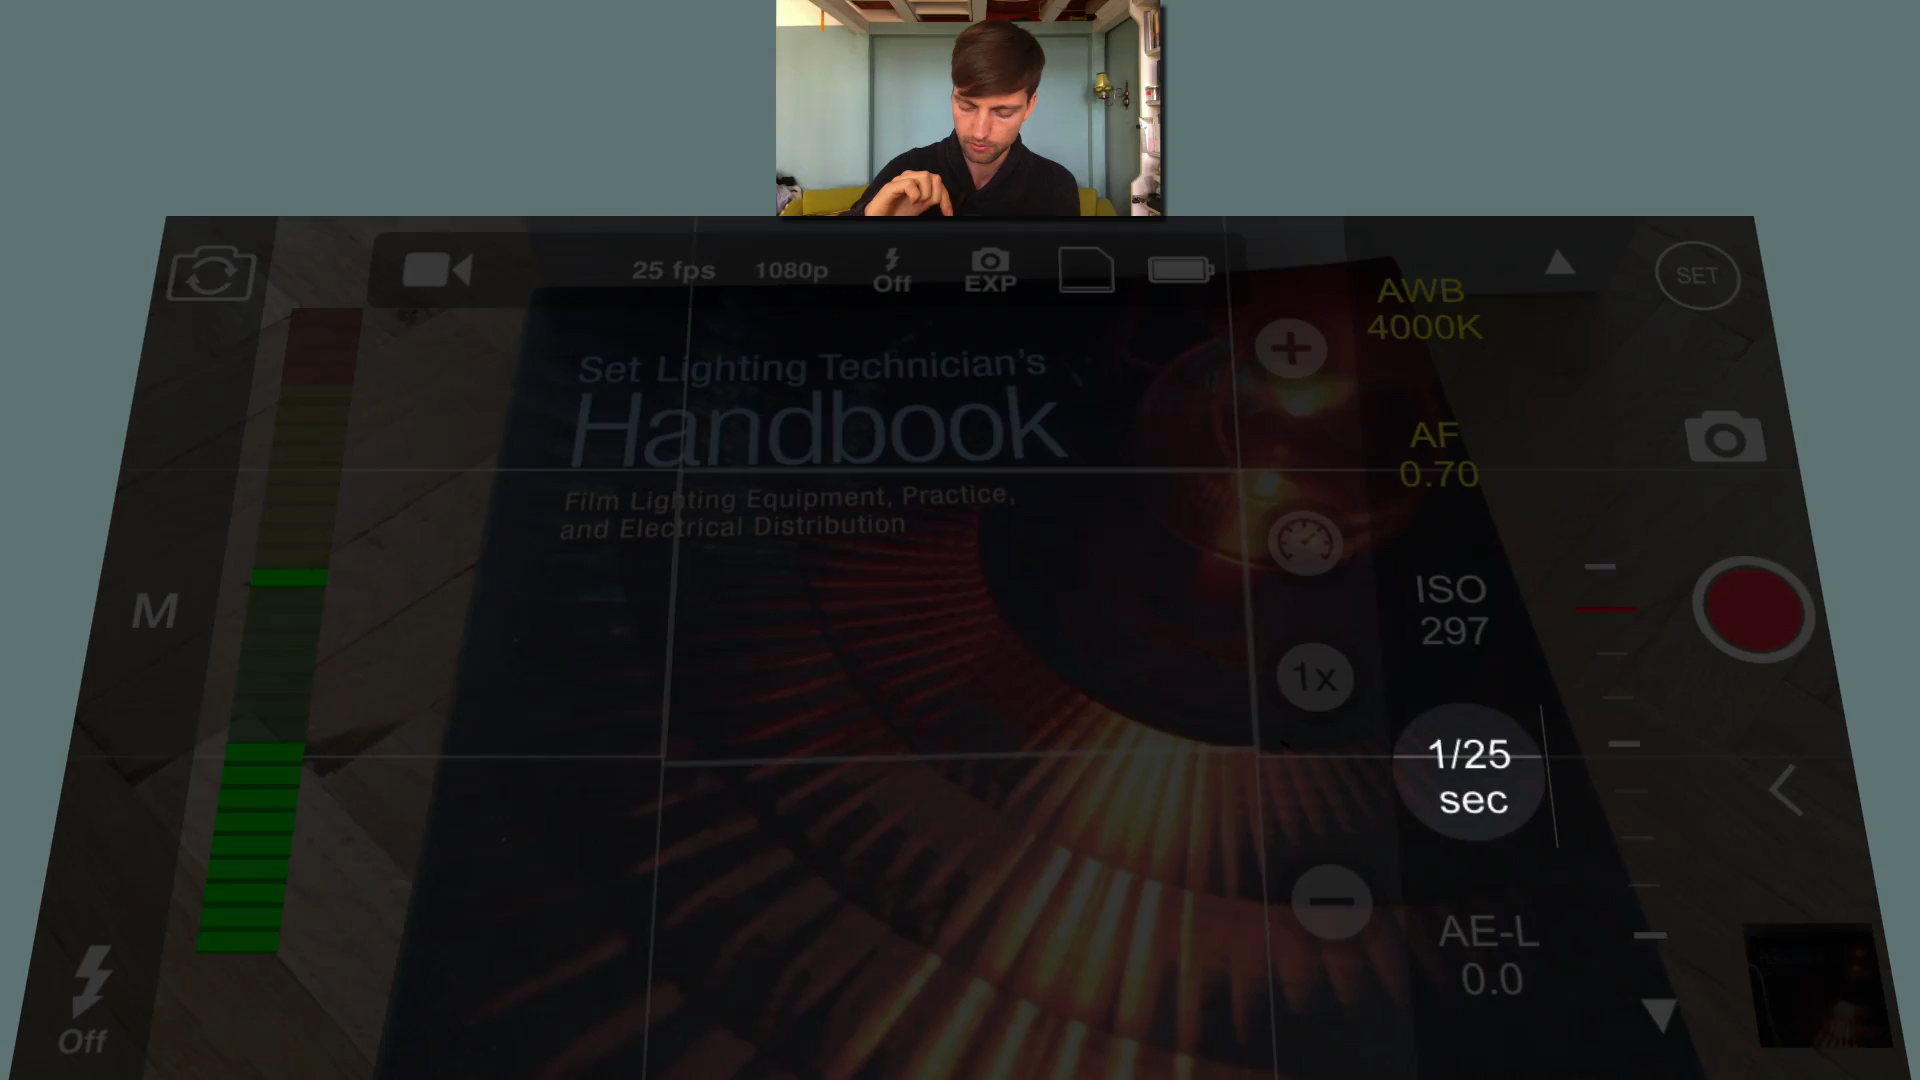 25 fps
1080p
Off
EXP
SET
AWB
4000K
Set Lighting Technician's
Handbook
AF
0.70
Film Lighting Equipment, Practice,
and Electrical Distribution
M
ISO
297
1x
1/25
sec
AE-L
0.0
Off